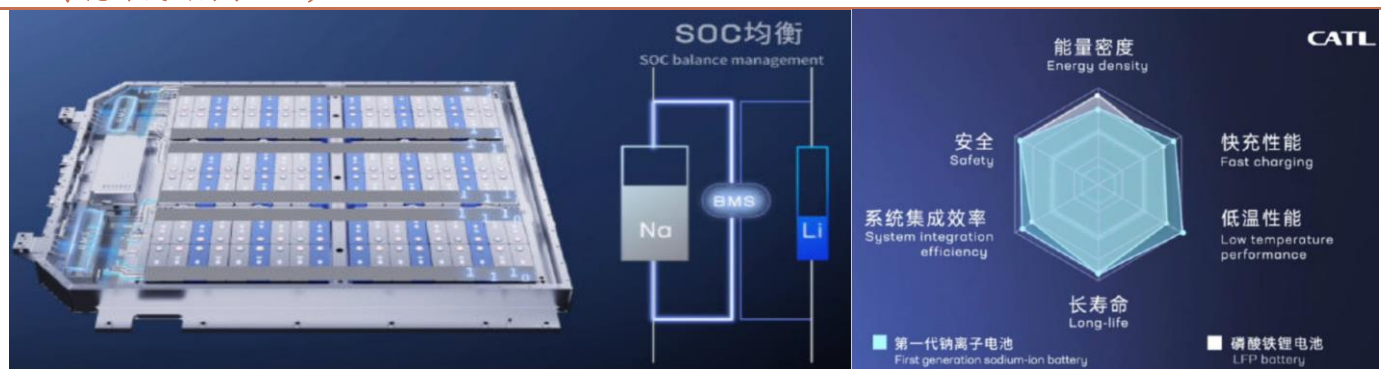 SOC均衡
SOC balance management
Na
BMS
Li
CATL
能量密度
Energy density
安全
Safety
快充性能
Fast charging
系统集成效率
System integration
efficiency
低温性能
Low temperature
performance
长寿命
Long-life
第一代钠离子电池
First generation sodium-ion battery
磷酸铁锂电池
LFP battery